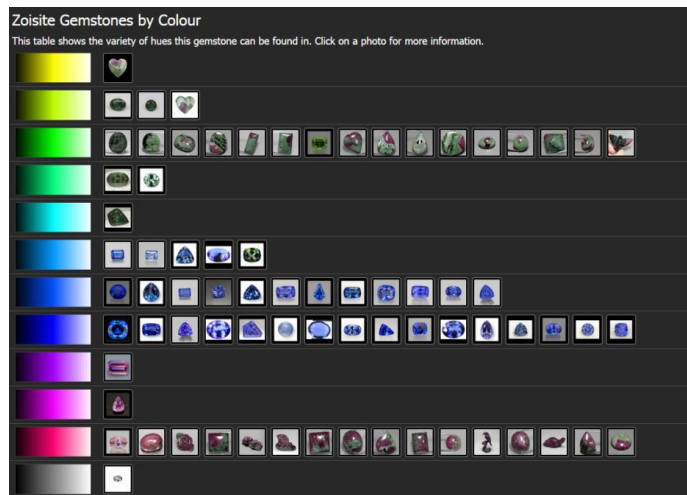 Zoisite Gemstones by Colour
This table shows the variety of hues this gemstone can be found in. Click on a photo for more information.